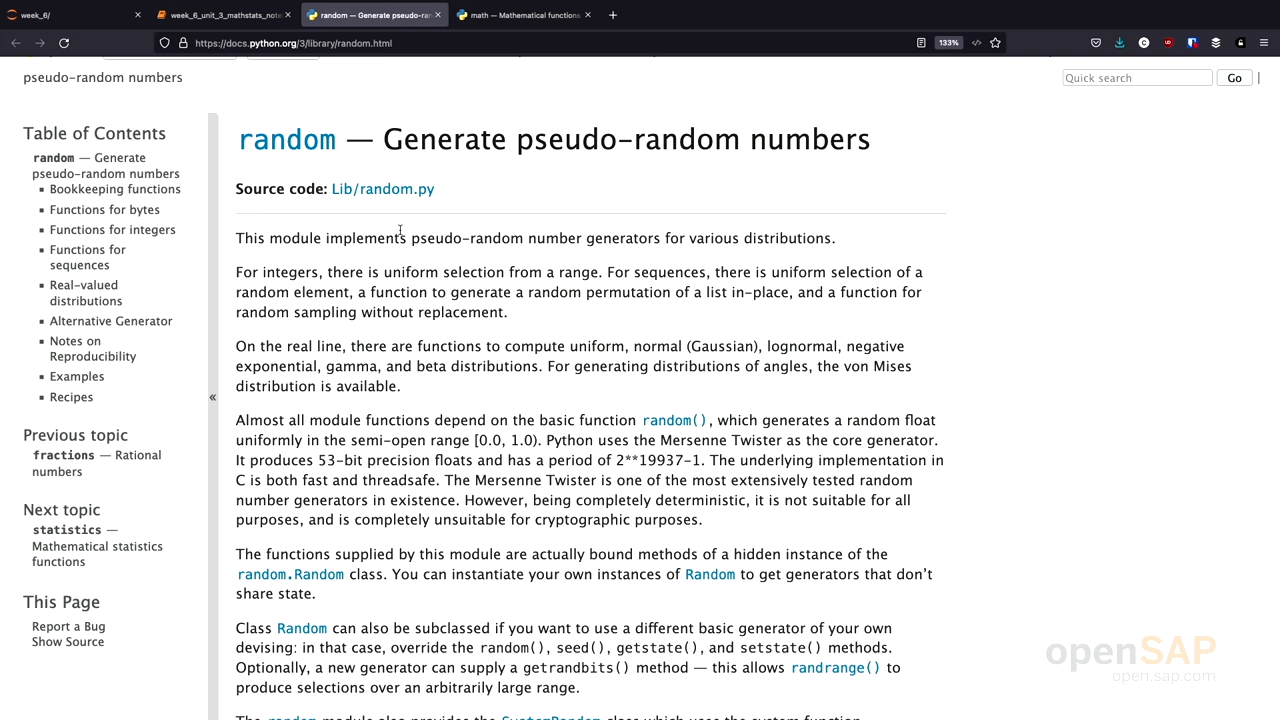 week_6/
week_6_unit_3_mathstats_note
random — Generate pseudo-ran
math — Mathematical functions
https://docs.python.org/3/library/random.html
133%
pseudo-random numbers
Quick search
Go
|
Table of Contents
random — Generate
pseudo-random numbers
Bookkeeping functions
Functions for bytes
Functions for integers
Functions for
sequences
Real-valued
distributions
Alternative Generator
Notes on
Reproducibility
Examples
Recipes
Previous topic
fractions — Rational
numbers
Next topic
statistics —
Mathematical statistics
functions
This Page
Report a Bug
Show Source
«
random — Generate pseudo-random numbers
Source code: Lib/random.py
This module implements pseudo-random number generators for various distributions.
For integers, there is uniform selection from a range. For sequences, there is uniform selection of a
random element, a function to generate a random permutation of a list in-place, and a function for
random sampling without replacement.
On the real line, there are functions to compute uniform, normal (Gaussian), lognormal, negative
exponential, gamma, and beta distributions. For generating distributions of angles, the von Mises
distribution is available.
Almost all module functions depend on the basic function random(), which generates a random float
uniformly in the semi-open range [0.0, 1.0). Python uses the Mersenne Twister as the core generator.
It produces 53-bit precision floats and has a period of 2**19937-1. The underlying implementation in
C is both fast and threadsafe. The Mersenne Twister is one of the most extensively tested random
number generators in existence. However, being completely deterministic, it is not suitable for all
purposes, and is completely unsuitable for cryptographic purposes.
The functions supplied by this module are actually bound methods of a hidden instance of the
random.Random class. You can instantiate your own instances of Random to get generators that don't
share state.
Class Random can also be subclassed if you want to use a different basic generator of your own
devising: in that case, override the random(), seed(), getstate(), and setstate() methods.
Optionally, a new generator can supply a getrandbits() method — this allows randrange() to
produce selections over an arbitrarily large range.
The random module also provides the SystemRandom class which uses the system function
openSAP
open.sap.com